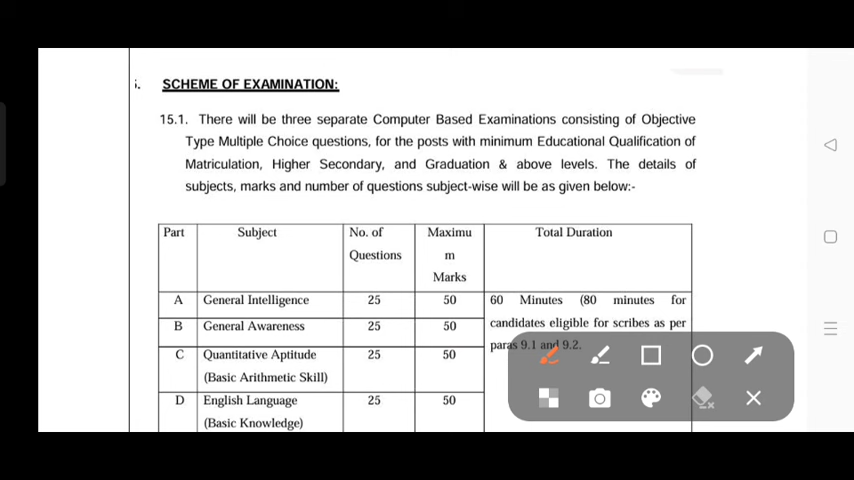 SCHEME OF EXAMINATION:
15.1. There will be three separate Computer Based Examinations consisting of Objective
Type Multiple Choice questions, for the posts with minimum Educational Qualification of
Matriculation, Higher Secondary, and Graduation & above levels. The details of
subjects, marks and number of questions subject-wise will be as given below:-
Part Subject No. of Questions Maximu m Marks Total Duration
A General Intelligence 25 50 60 Minutes (80 minutes for
B General Awareness 25 50 candidates eligible for scribes as per
paras 9.1 and 9.2.
C Quantitative Aptitude 25 50
(Basic Arithmetic Skill)
D English Language 25 50
(Basic Knowledge)